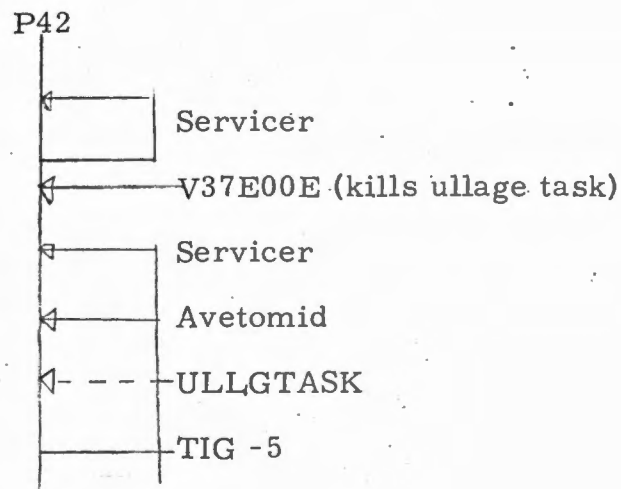 P42
Servicer
V37E00E (kills ullage task)
Servicer
Avetomid
ULLGTASK
TIG -5